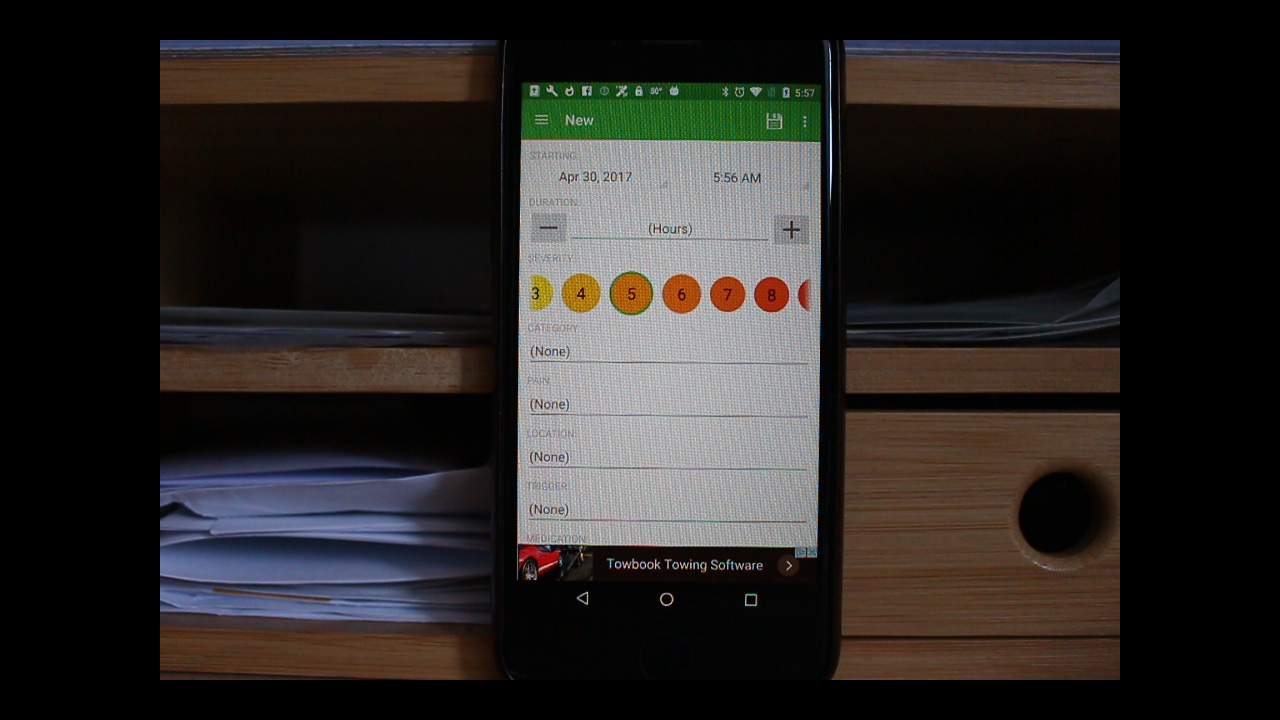 80° 5:57
New
STARTING:
Apr 30, 2017 5:56 AM
DURATION:
(Hours)
SEVERITY:
3 4 5 6 7 8
CATEGORY:
(None)
PAIN:
(None)
LOCATION:
(None)
TRIGGER:
(None)
MEDICATION:
Towbook Towing Software